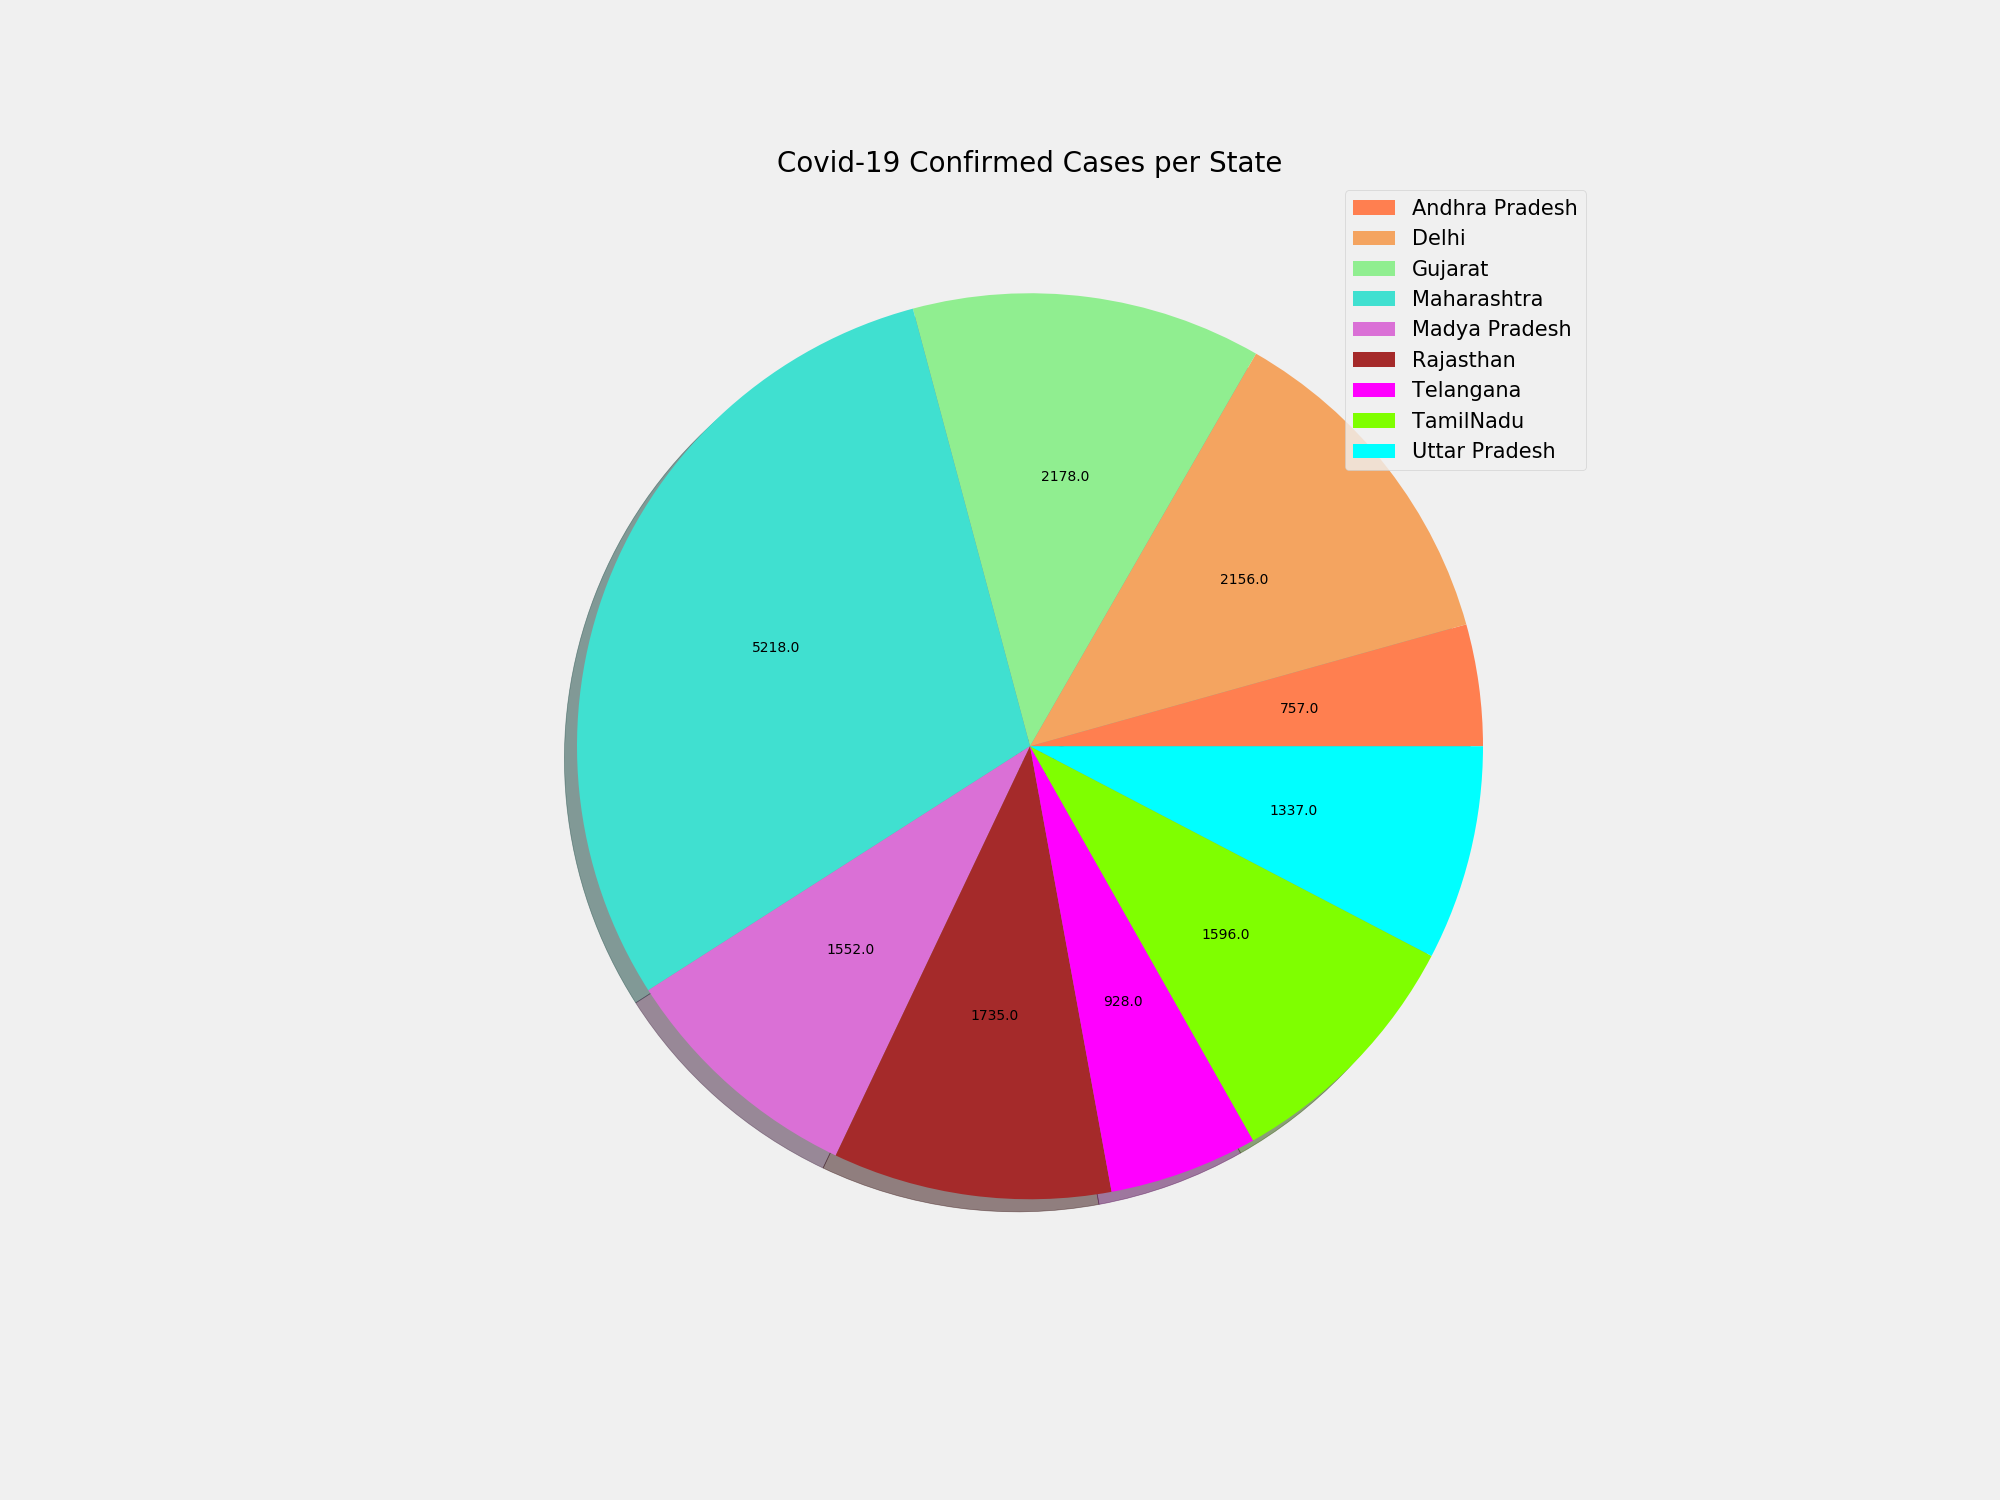 Covid-19 Confirmed Cases per State
Andhra Pradesh
Delhi
Gujarat
Maharashtra
Madya Pradesh
Rajasthan
Telangana
TamilNadu
Uttar Pradesh
2178.0
2156.0
5218.0
757.0
1337.0
1596.0
1552.0
928.0
1735.0